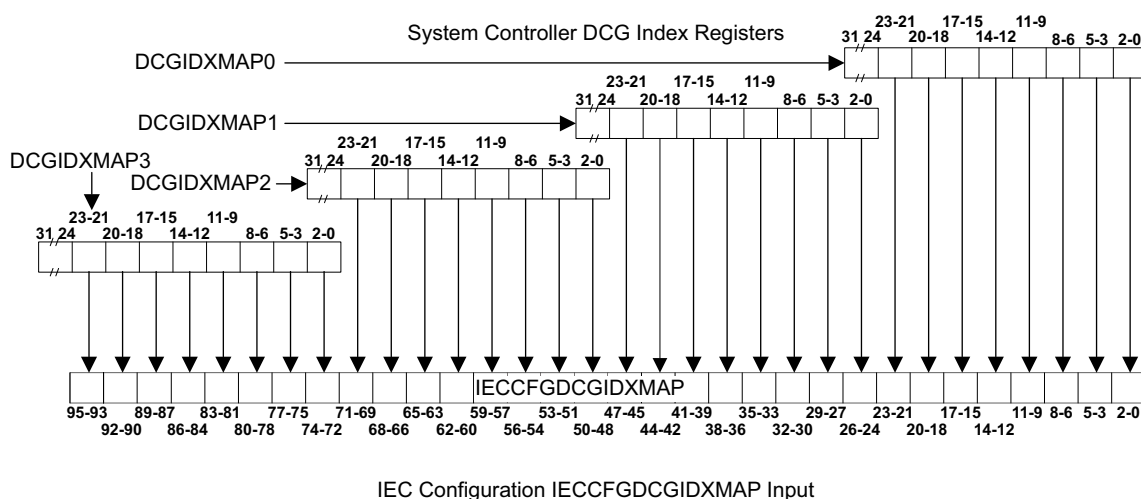 23-21 17-15 11-9
System Controller DCG Index Registers
31 24 20-18 14-12 8-6 5-3 2-0
DCGIDXMAP0
23-21 17-15 11-9
31 24 20-18 14-12 8-6 5-3 2-0
DCGIDXMAP1
23-21 17-15 11-9
DCGIDXMAP3
31 24 20-18 14-12 8-6 5-3 2-0
DCGIDXMAP2
23-21 17-15 11-9
31 24 20-18 14-12 8-6 5-3 2-0
IECCFGDCGIDXMAP
95-93 89-87 83-81 77-75 71-69 65-63 59-57 53-51 47-45 41-39 35-33 29-27 23-21 17-15 11-9 8-6 5-3 2-0
92-90 86-84 80-78 74-72 68-66 62-60 56-54 50-48 44-42 38-36 32-30 26-24 20-18 14-12
IEC Configuration IECCFGDCGIDXMAP Input